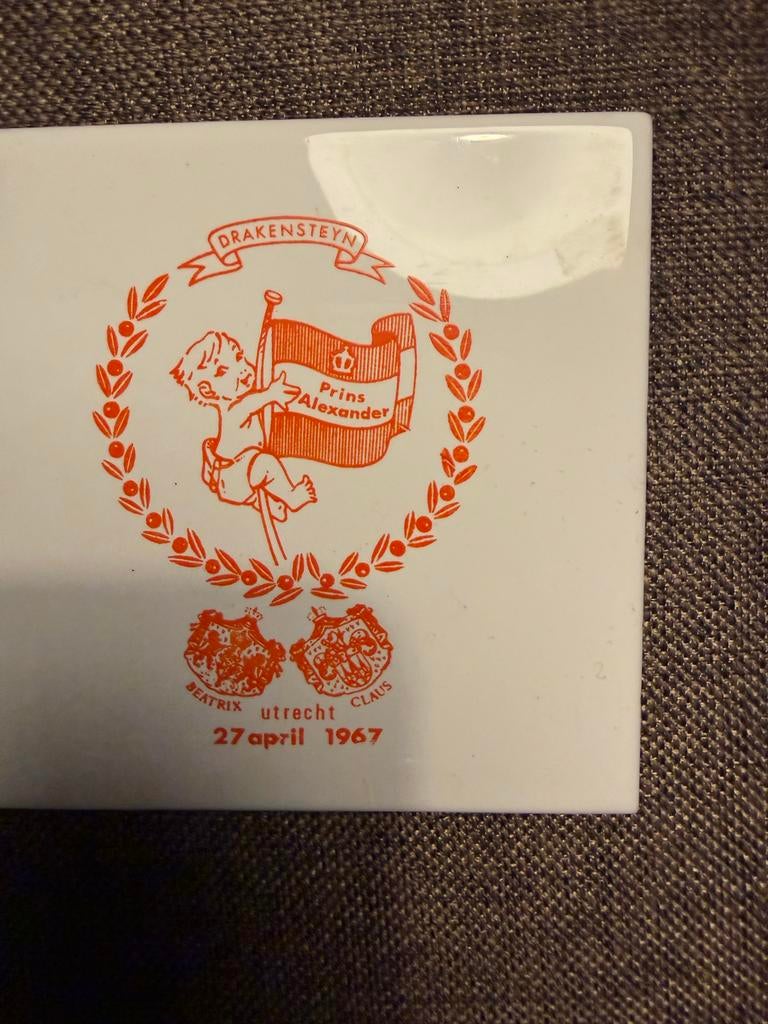 DRAKENSTEYN
Prins
Alexander
BEATRIX
CLAUS
utrecht
27 april 1967